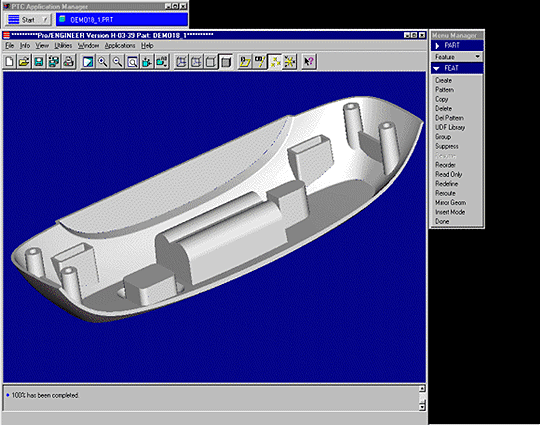 PTC Application Manager
Start
DEMO18_1.PRT
**********Pro/ENGINEER Version H-03-39 Part: DEMO18_1**********
File Info View Utilities Window Applications Help
• 100% has been completed.
Menu Manager
PART
Feature
FEAT
Create
Pattern
Copy
Delete
Del Pattern
UDF Library
Group
Suppress
Reorder
Read Only
Redefine
Reroute
Mirror Geom
Insert Mode
Done